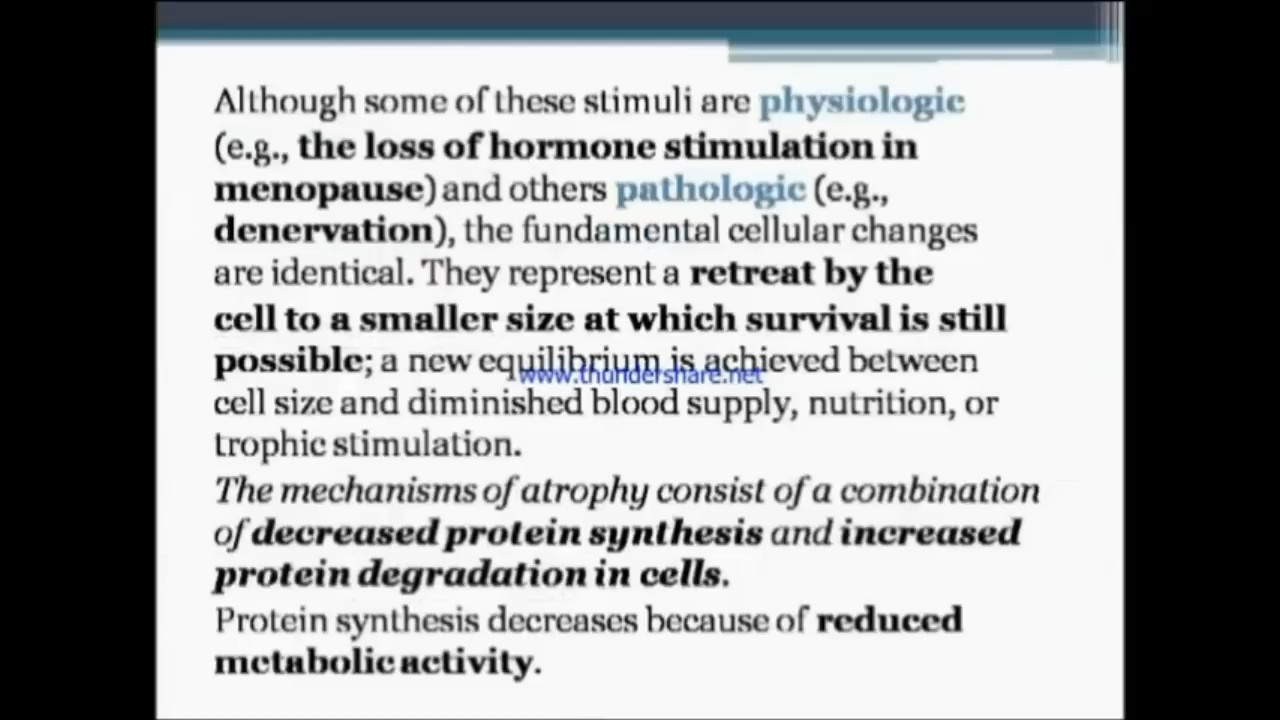 Although some of these stimuli are physiologic
(e.g., the loss of hormone stimulation in
menopause) and others pathologic (e.g.,
denervation), the fundamental cellular changes
are identical. They represent a retreat by the
cell to a smaller size at which survival is still
possible; a new equilibrium is achieved between
www.thundershare.net
cell size and diminished blood supply, nutrition, or
trophic stimulation.
The mechanisms of atrophy consist of a combination
of decreased protein synthesis and increased
protein degradation in cells.
Protein synthesis decreases because of reduced
metabolic activity.